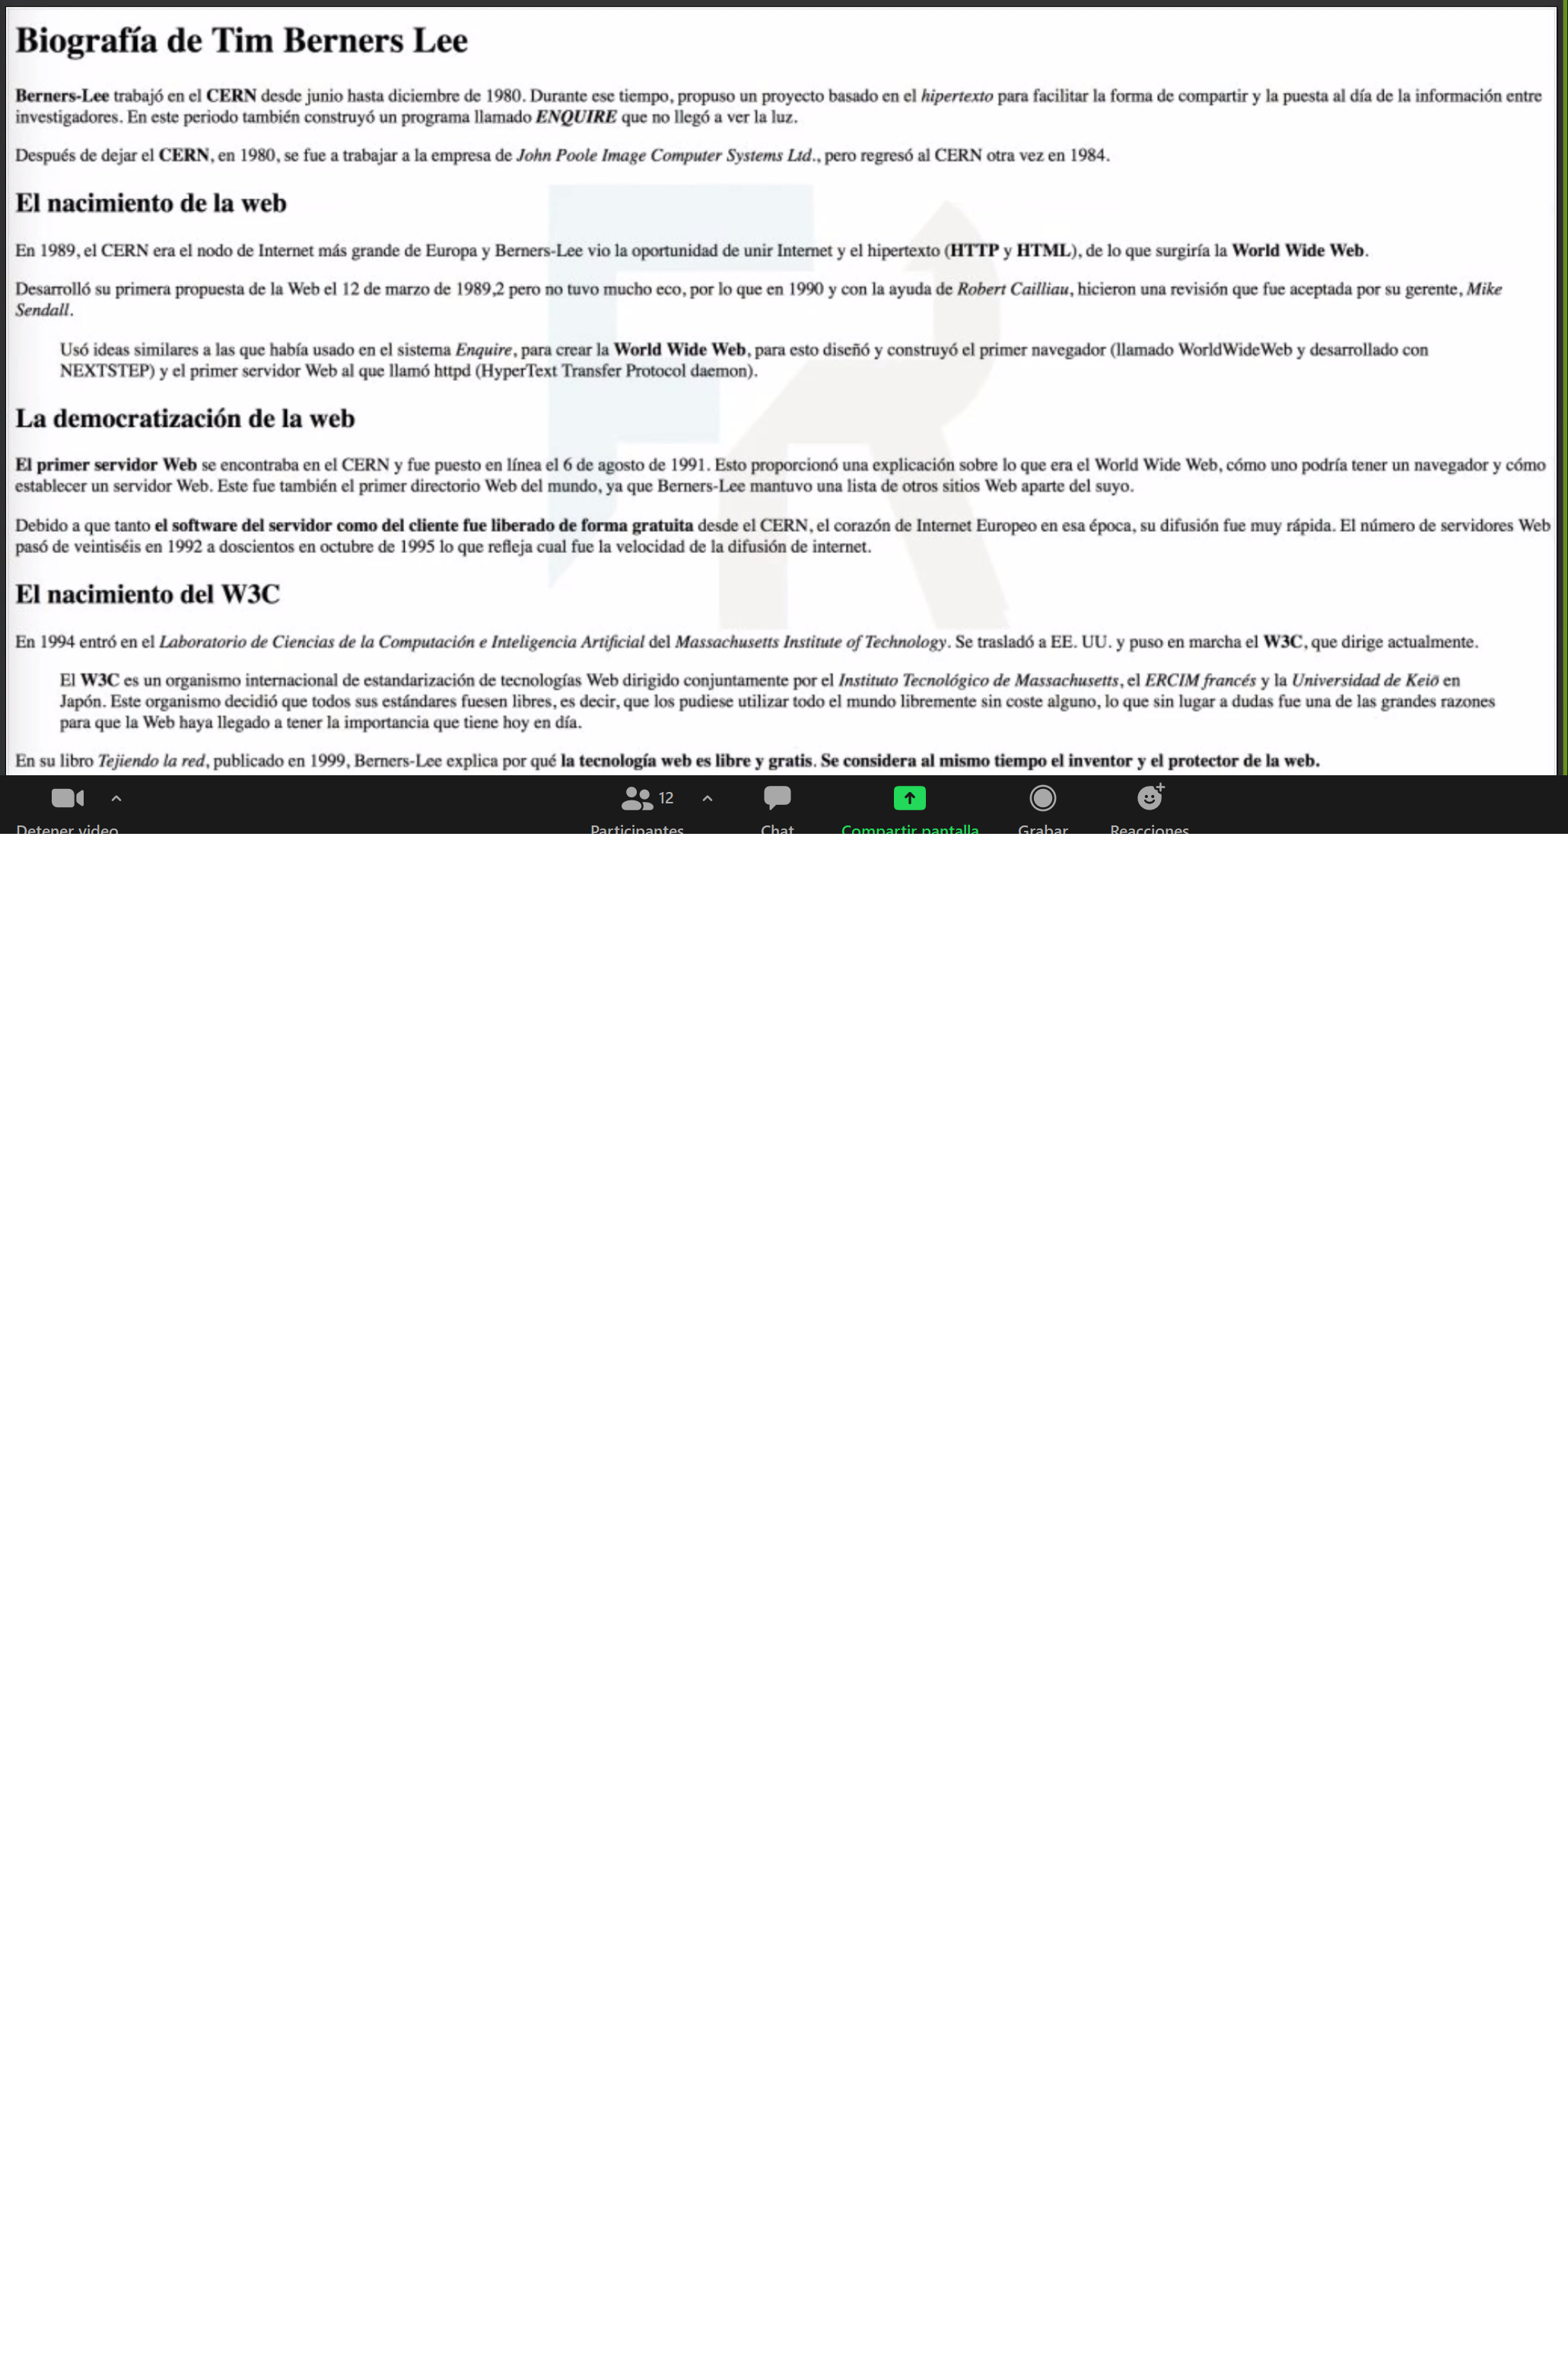 Biografía de Tim Berners Lee
Berners-Lee trabajó en el CERN desde junio hasta diciembre de 1980. Durante ese tiempo, propuso un proyecto basado en el hipertexto para facilitar la forma de compartir y la puesta al día de la información entre
investigadores. En este periodo también construyó un programa llamado ENQUIRE que no llegó a ver la luz.
Después de dejar el CERN, en 1980, se fue a trabajar a la empresa de John Poole Image Computer Systems Ltd., pero regresó al CERN otra vez en 1984.
El nacimiento de la web
En 1989, el CERN era el nodo de Internet más grande de Europa y Berners-Lee vio la oportunidad de unir Internet y el hipertexto (HTTP y HTML), de lo que surgiría la World Wide Web.
Desarrolló su primera propuesta de la Web el 12 de marzo de 1989,2 pero no tuvo mucho eco, por lo que en 1990 y con la ayuda de Robert Cailliau, hicieron una revisión que fue aceptada por su gerente, Mike
Sendall.
Usó ideas similares a las que había usado en el sistema Enquire, para crear la World Wide Web, para esto diseñó y construyó el primer navegador (llamado WorldWideWeb y desarrollado con
NEXTSTEP) y el primer servidor Web al que llamó httpd (HyperText Transfer Protocol daemon).
La democratización de la web
El primer servidor Web se encontraba en el CERN y fue puesto en línea el 6 de agosto de 1991. Esto proporcionó una explicación sobre lo que era el World Wide Web, cómo uno podría tener un navegador y cómo
establecer un servidor Web. Este fue también el primer directorio Web del mundo, ya que Berners-Lee mantuvo una lista de otros sitios Web aparte del suyo.
Debido a que tanto el software del servidor como del cliente fue liberado de forma gratuita desde el CERN, el corazón de Internet Europeo en esa época, su difusión fue muy rápida. El número de servidores Web
pasó de veintiséis en 1992 a doscientos en octubre de 1995 lo que refleja cual fue la velocidad de la difusión de internet.
El nacimiento del W3C
En 1994 entró en el Laboratorio de Ciencias de la Computación e Inteligencia Artificial del Massachusetts Institute of Technology. Se trasladó a EE. UU. y puso en marcha el W3C, que dirige actualmente.
El W3C es un organismo internacional de estandarización de tecnologías Web dirigido conjuntamente por el Instituto Tecnológico de Massachusetts, el ERCIM francés y la Universidad de Keiō en
Japón. Este organismo decidió que todos sus estándares fuesen libres, es decir, que los pudiese utilizar todo el mundo libremente sin coste alguno, lo que sin lugar a dudas fue una de las grandes razones
para que la Web haya llegado a tener la importancia que tiene hoy en día.
En su libro Tejiendo la red, publicado en 1999, Berners-Lee explica por qué la tecnología web es libre y gratis. Se considera al mismo tiempo el inventor y el protector de la web.
12
Detener video Participantes Chat Compartir pantalla Grabar Reacciones